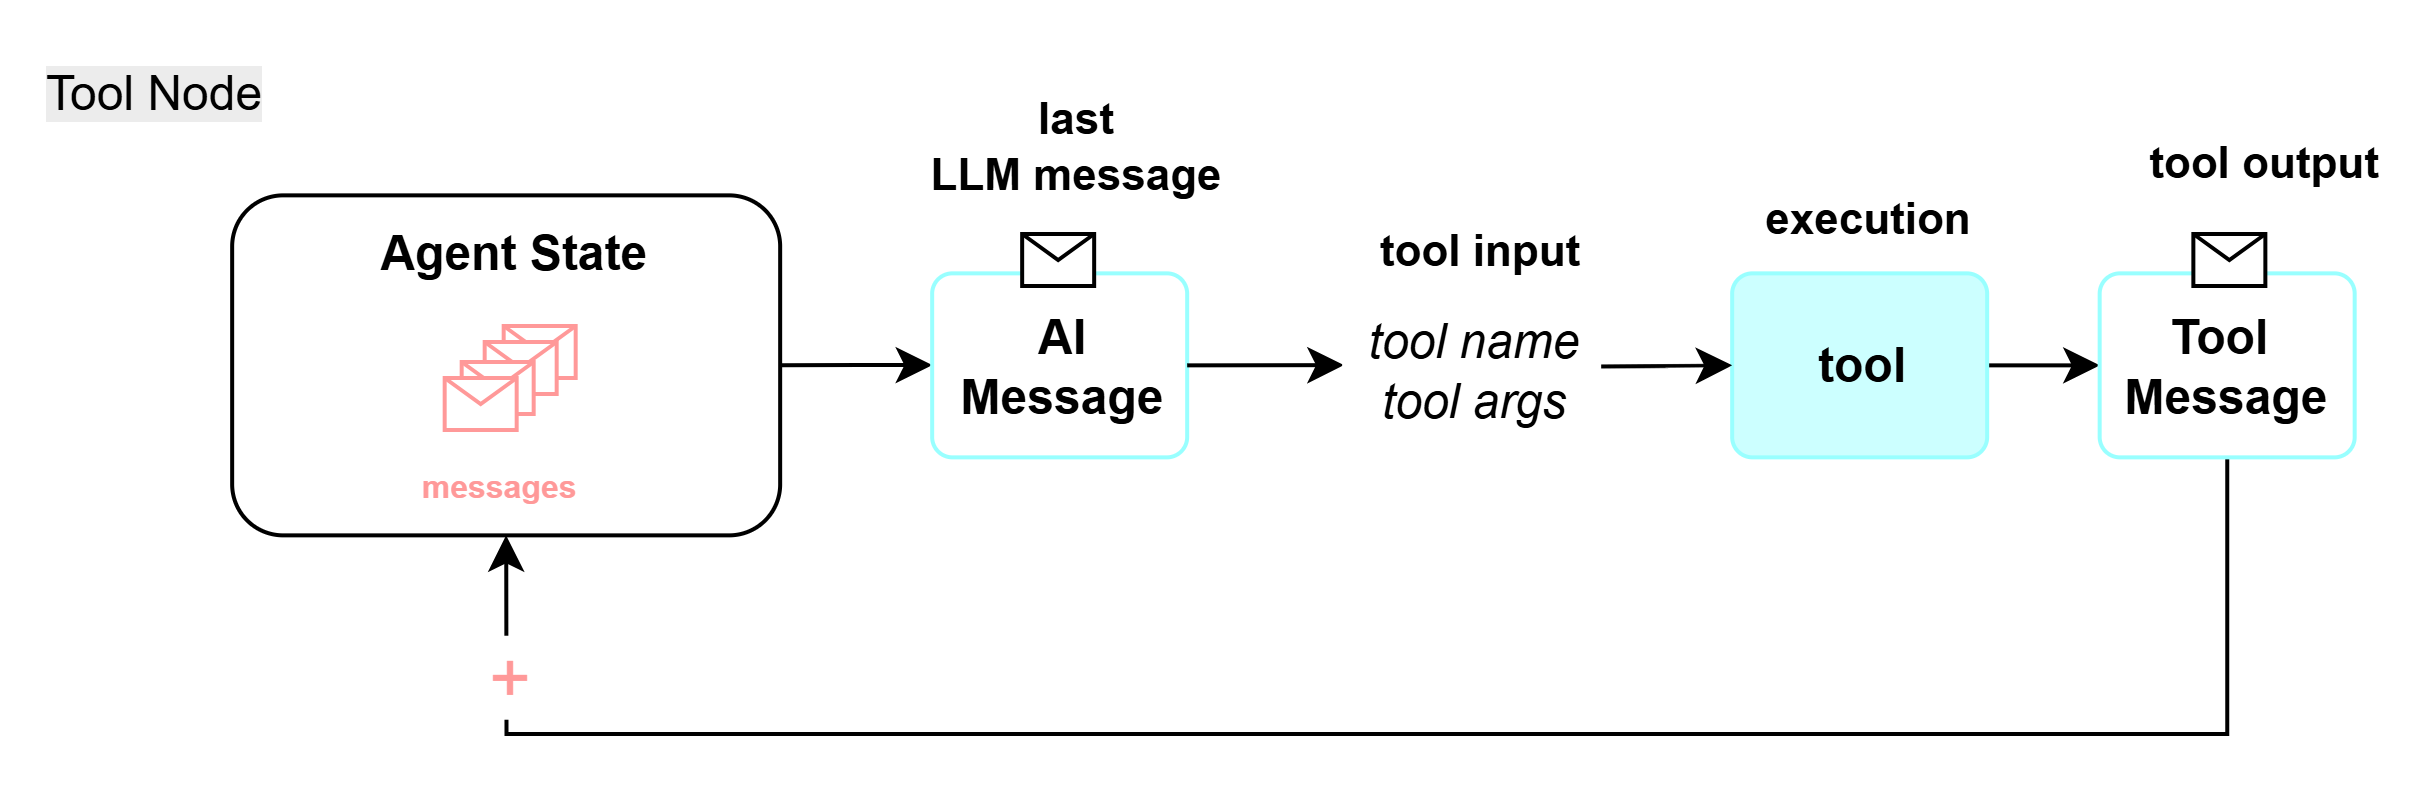 Tool Node
last
LLM message
tool output
execution
tool input
Agent State
AI
Message
tool name
tool args
tool
Tool
Message
messages
+